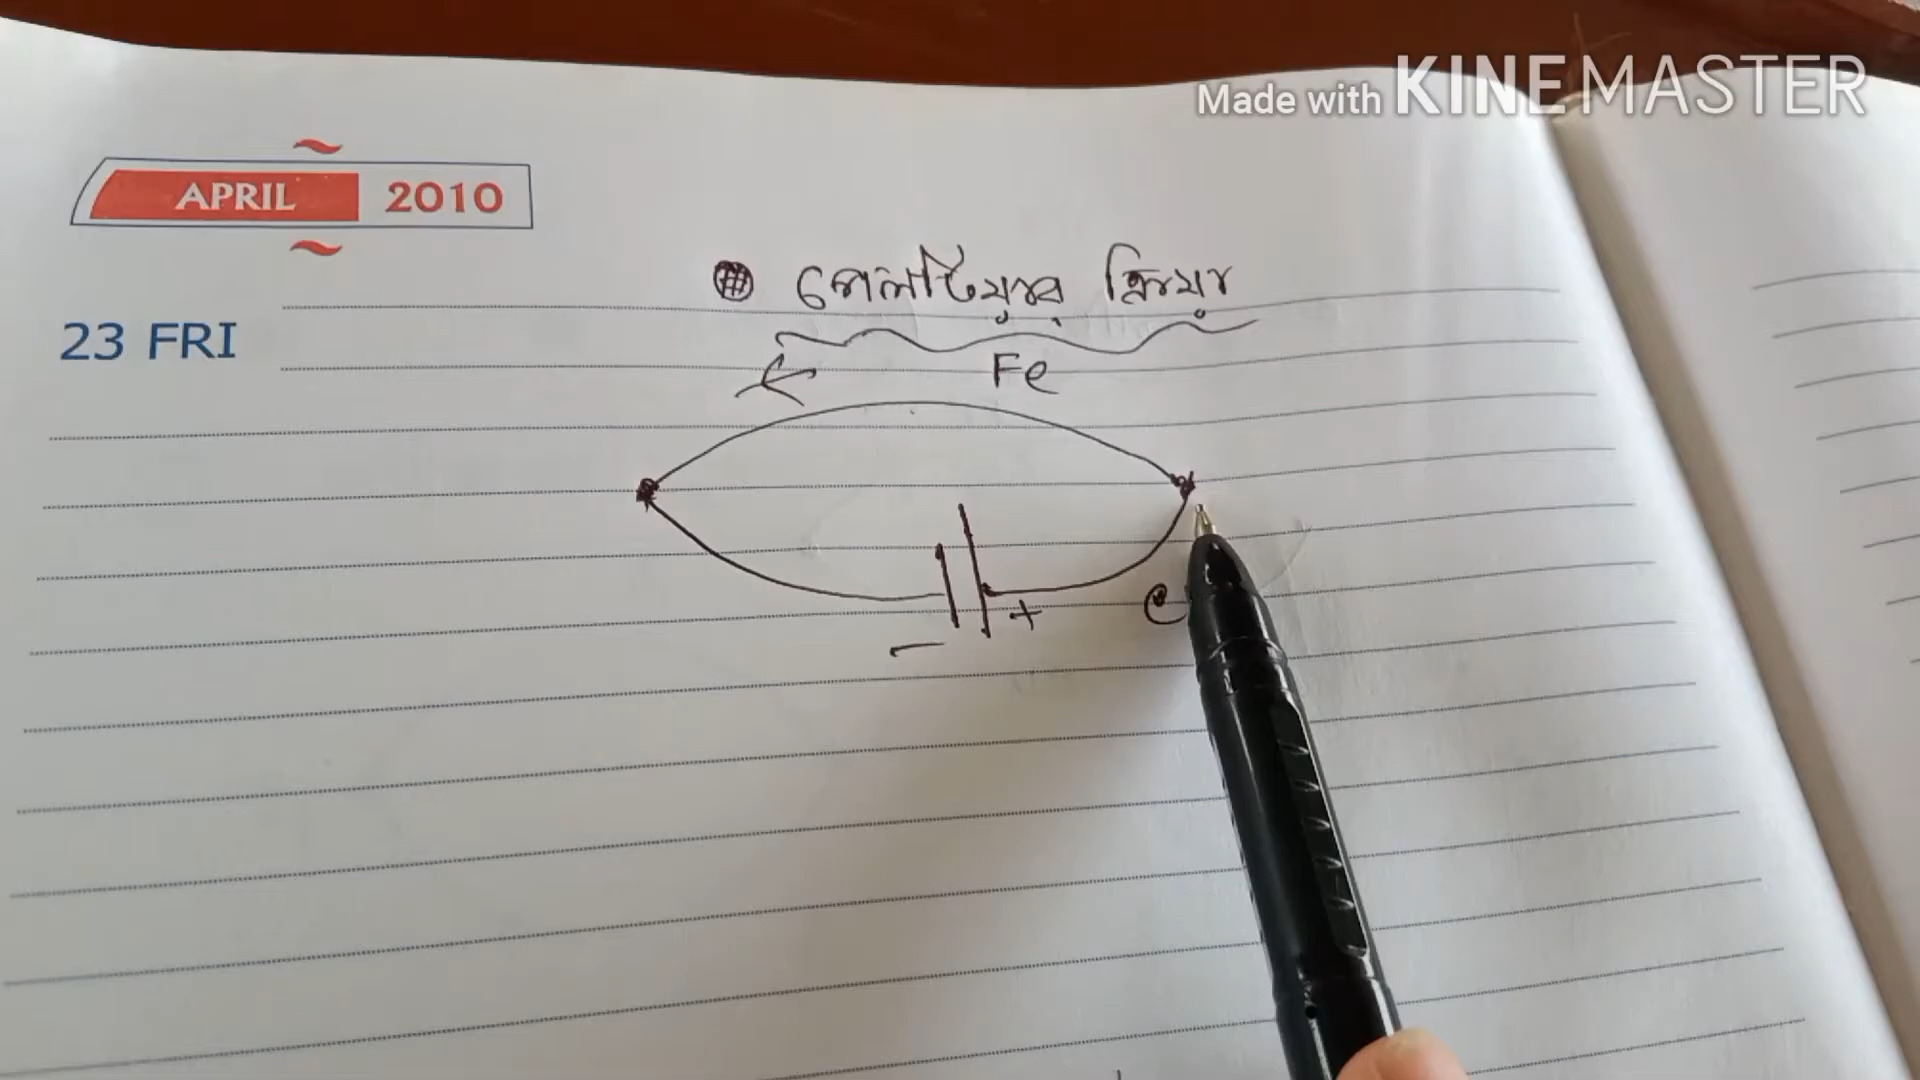 Made with KINEMASTER
APRIL 2010
পেলটিয়ার ক্রিয়া
23 FRI
Fe
+
-